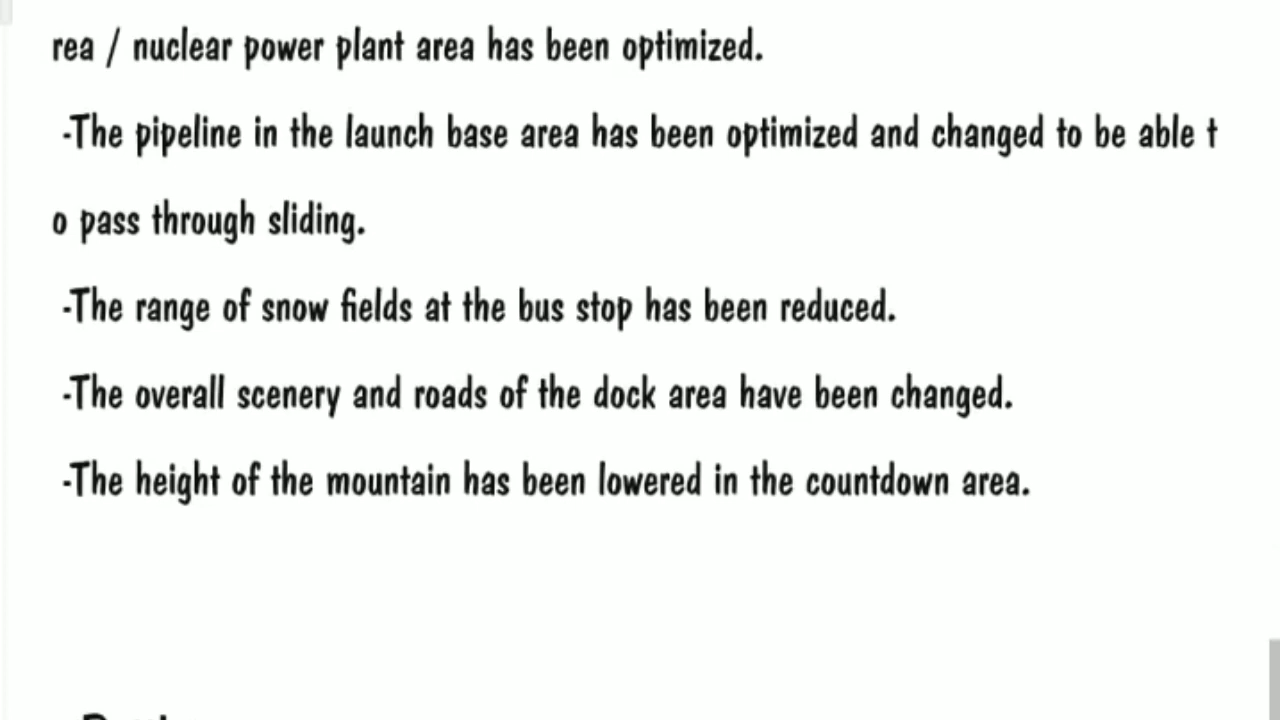 rea / nuclear power plant area has been optimized.
-The pipeline in the launch base area has been optimized and changed to be able t
o pass through sliding.
-The range of snow fields at the bus stop has been reduced.
-The overall scenery and roads of the dock area have been changed.
-The height of the mountain has been lowered in the countdown area.